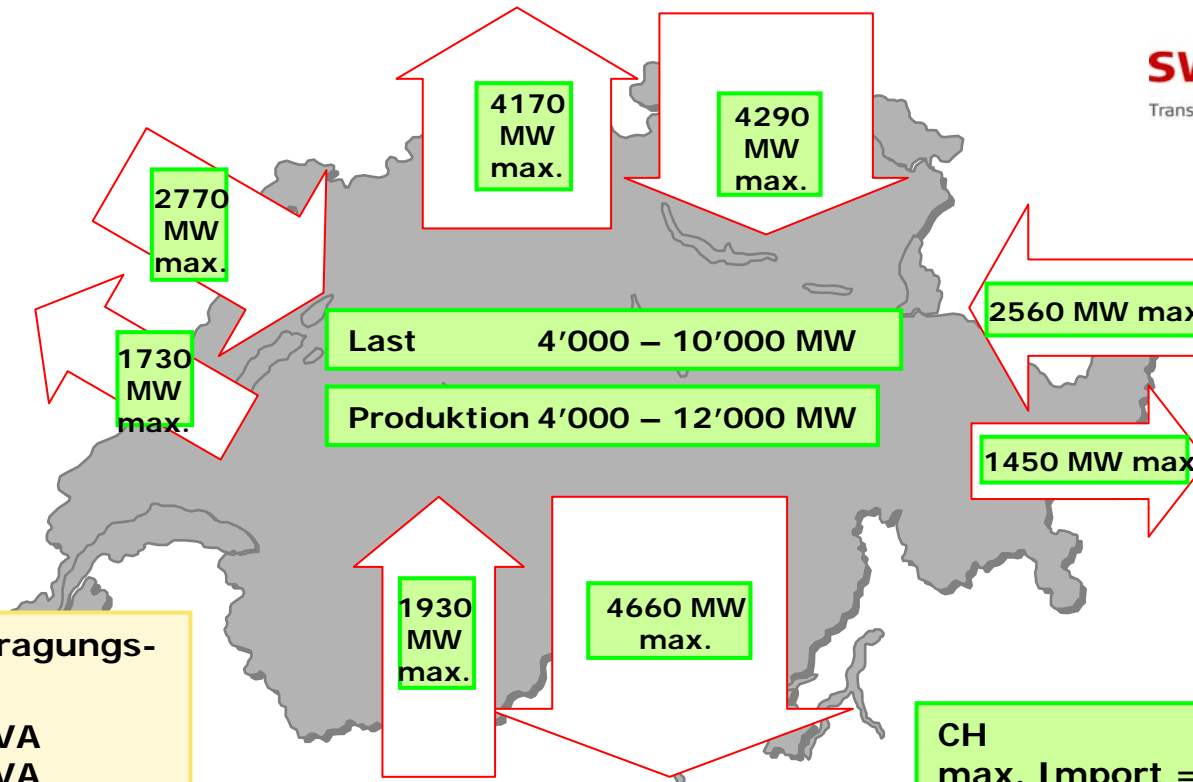 SW
Trans
4170
MW
max.
4290
MW
max.
2770
MW
max.
2560 MW max
Last 4'000 – 10'000 MW
1730
MW
max.
Produktion 4'000 – 12'000 MW
1450 MW max
1930
MW
max.
4660 MW
max.
ragungs-
VA
VA
CH
max. Import =